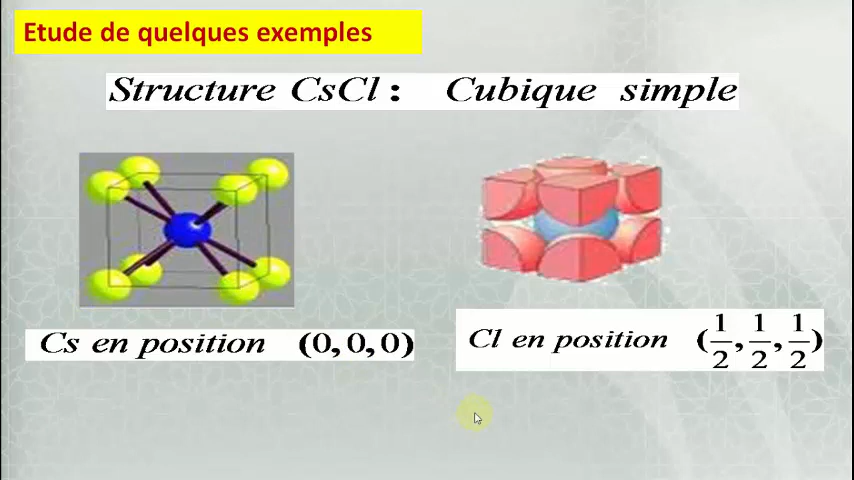 Etude de quelques exemples
Structure CsCl : Cubique simple
Cs en position (0, 0, 0)
Cl en position (1/2, 1/2, 1/2)